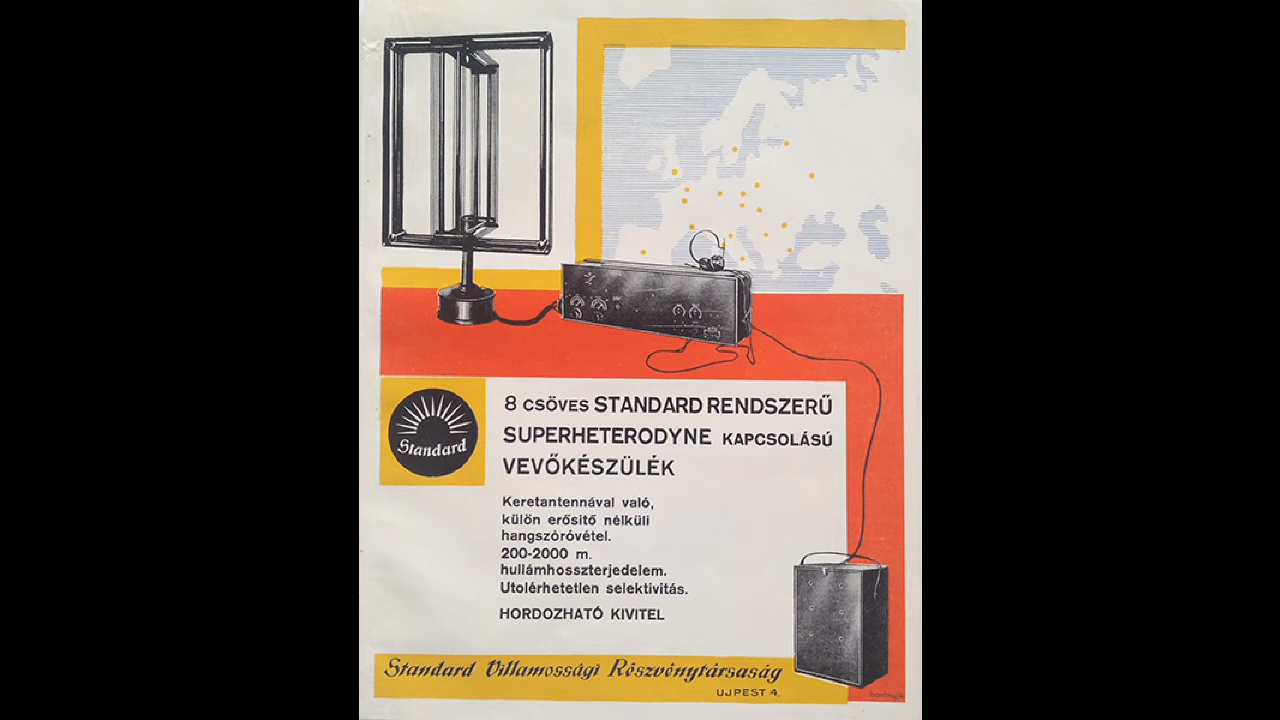 Standard
8 CSÖVES STANDARD RENDSZERŰ
SUPERHETERODYNE KAPCSOLÁSÚ
VEVŐKÉSZÜLÉK
Keretantennával való,
külön erősitő nélküli
hangszóróvétel.
200-2000 m.
hullámhosszterjedelem.
Utolérhetetlen selektivitás.
HORDOZHATÓ KIVITEL
Standard Villamossági Részvénytársaság
UJPEST 4.